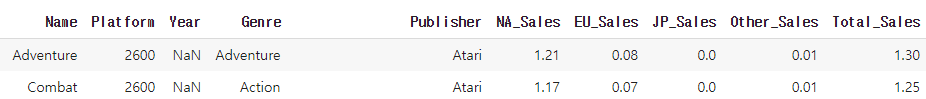 Name Platform Year Genre Publisher NA_Sales EU_Sales JP_Sales Other_Sales Total_Sales
Adventure 2600 NaN Adventure Atari 1.21 0.08 0.0 0.01 1.30
Combat 2600 NaN Action Atari 1.17 0.07 0.0 0.01 1.25